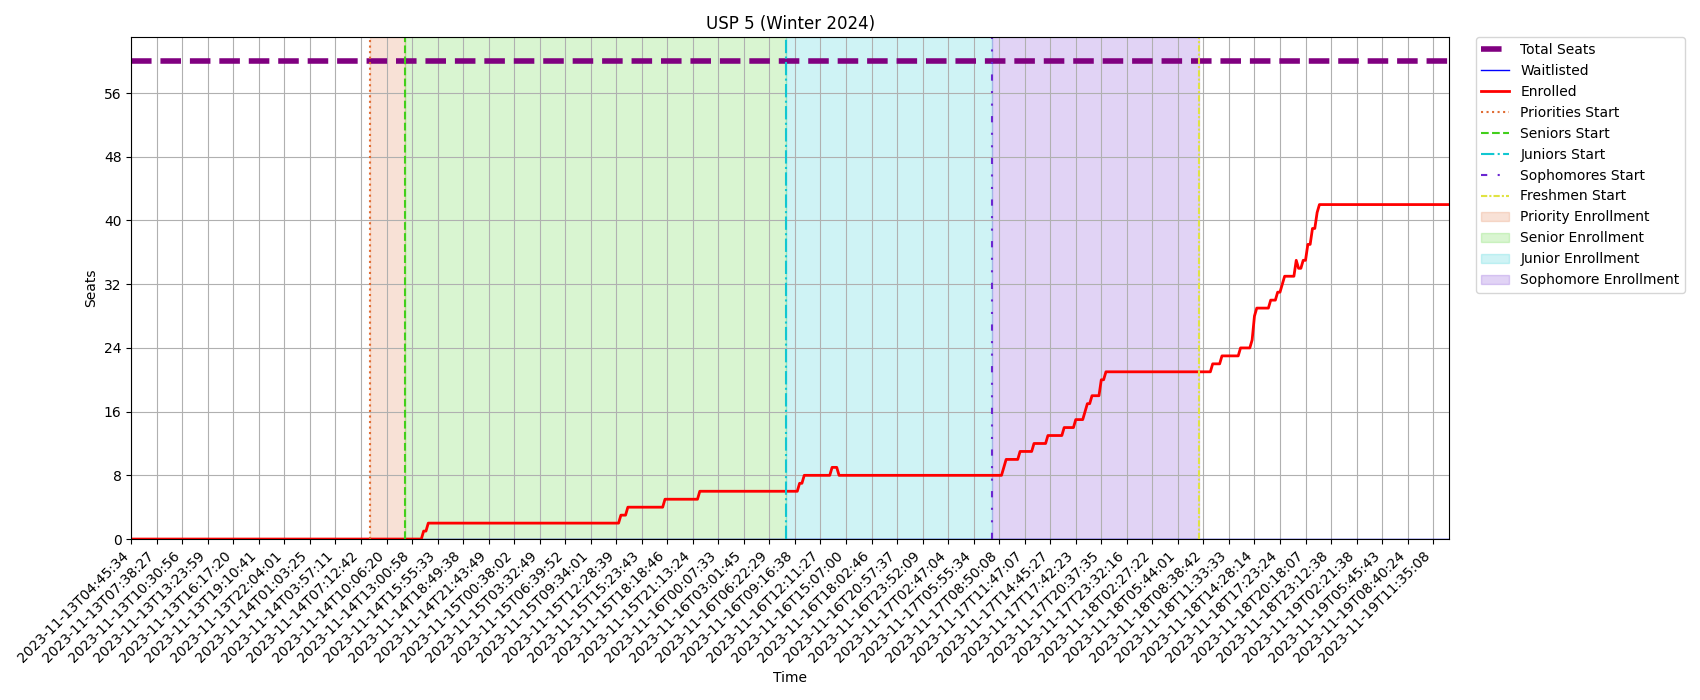 USP 5 (Winter 2024)
Seats
56
48
40
32
24
16
8
0
2023-11-13T04:45:34
2023-11-13T07:38:27
2023-11-13T10:30:56
2023-11-13T13:23:59
2023-11-13T16:17:20
2023-11-13T19:10:41
2023-11-13T22:04:01
2023-11-14T01:03:25
2023-11-14T03:57:11
2023-11-14T07:12:42
2023-11-14T10:06:20
2023-11-14T13:00:58
2023-11-14T15:55:33
2023-11-14T18:49:38
2023-11-14T21:43:49
2023-11-15T00:38:02
2023-11-15T03:32:49
2023-11-15T06:39:52
2023-11-15T09:34:01
2023-11-15T12:28:39
2023-11-15T15:23:43
2023-11-15T18:18:46
2023-11-15T21:13:24
2023-11-16T00:07:33
2023-11-16T03:01:45
2023-11-16T06:22:29
2023-11-16T09:16:38
2023-11-16T12:11:27
2023-11-16T15:07:00
2023-11-16T18:02:46
2023-11-16T20:57:37
2023-11-16T23:52:09
2023-11-17T02:47:04
2023-11-17T05:55:34
2023-11-17T08:50:08
2023-11-17T11:47:07
2023-11-17T14:45:27
2023-11-17T17:42:23
2023-11-17T20:37:35
2023-11-17T23:32:16
2023-11-18T02:27:22
2023-11-18T05:44:01
2023-11-18T08:38:42
2023-11-18T11:33:33
2023-11-18T14:28:14
2023-11-18T17:23:24
2023-11-18T20:18:07
2023-11-18T23:12:38
2023-11-19T02:21:38
2023-11-19T05:45:43
2023-11-19T08:40:24
2023-11-19T11:35:08
Time
Total Seats
Waitlisted
Enrolled
Priorities Start
Seniors Start
Juniors Start
Sophomores Start
Freshmen Start
Priority Enrollment
Senior Enrollment
Junior Enrollment
Sophomore Enrollment